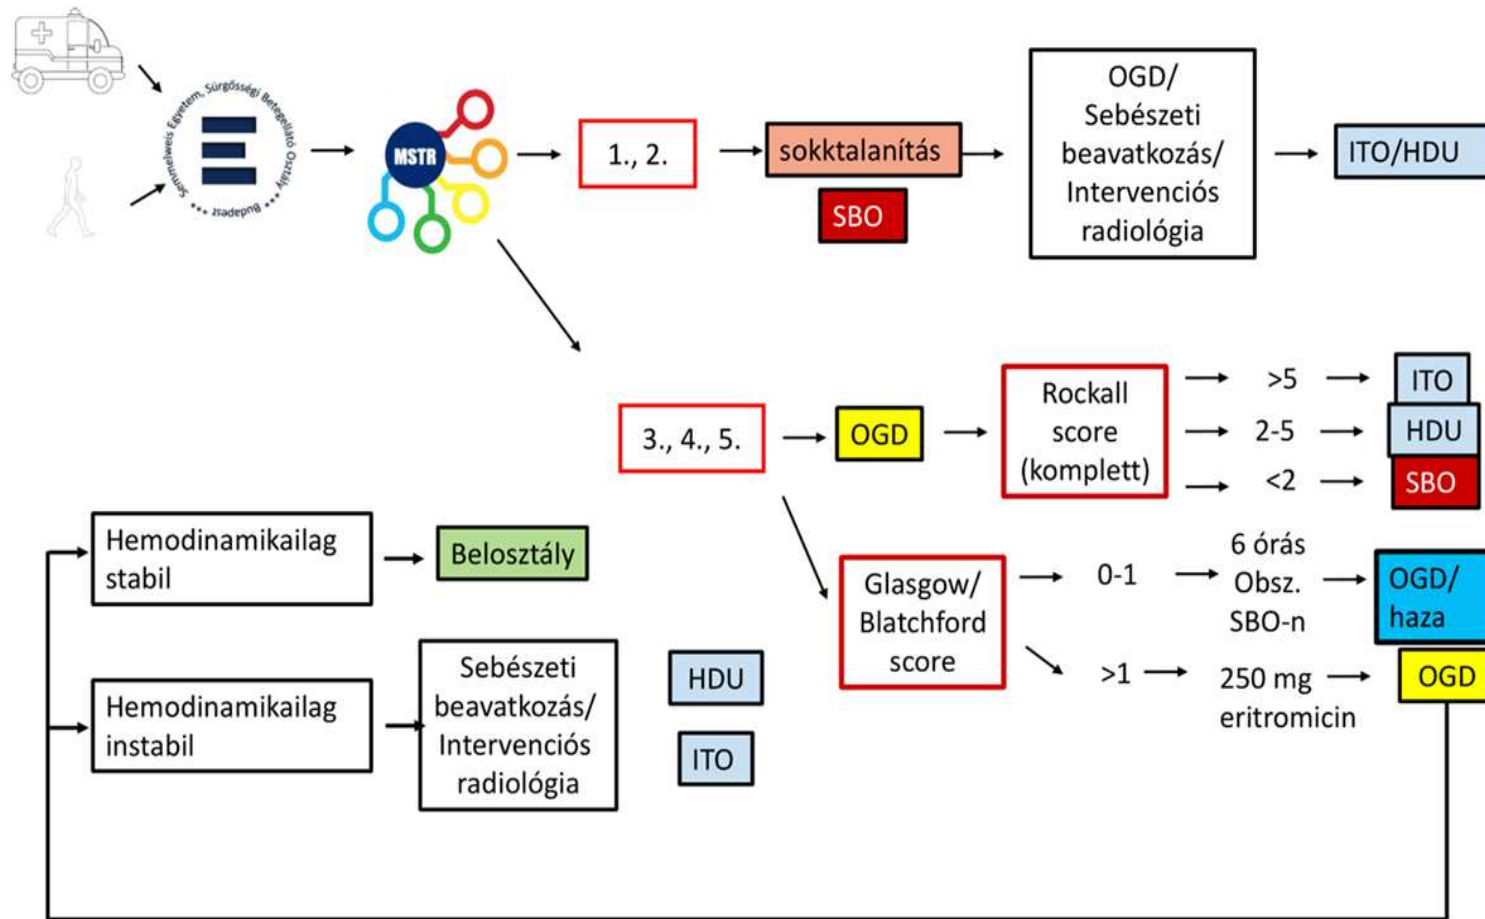 Semmelweis Egyetem, Sürgősségi Betegellátó Osztály
*** Budapest ***
MSTR
1., 2.
sokktalanítás
SBO
OGD/
Sebészeti
beavatkozás/
Intervenciós
radiológia
ITO/HDU
3., 4., 5.
OGD
Rockall
score
(komplett)
>5
ITO
2-5
HDU
<2
SBO
Glasgow/
Blatchford
score
0-1
6 órás
Obsz.
SBO-n
OGD/
haza
>1
250 mg
eritromicin
OGD
Hemodinamikailag
stabil
Belosztály
Hemodinamikailag
instabil
Sebészeti
beavatkozás/
Intervenciós
radiológia
HDU
ITO